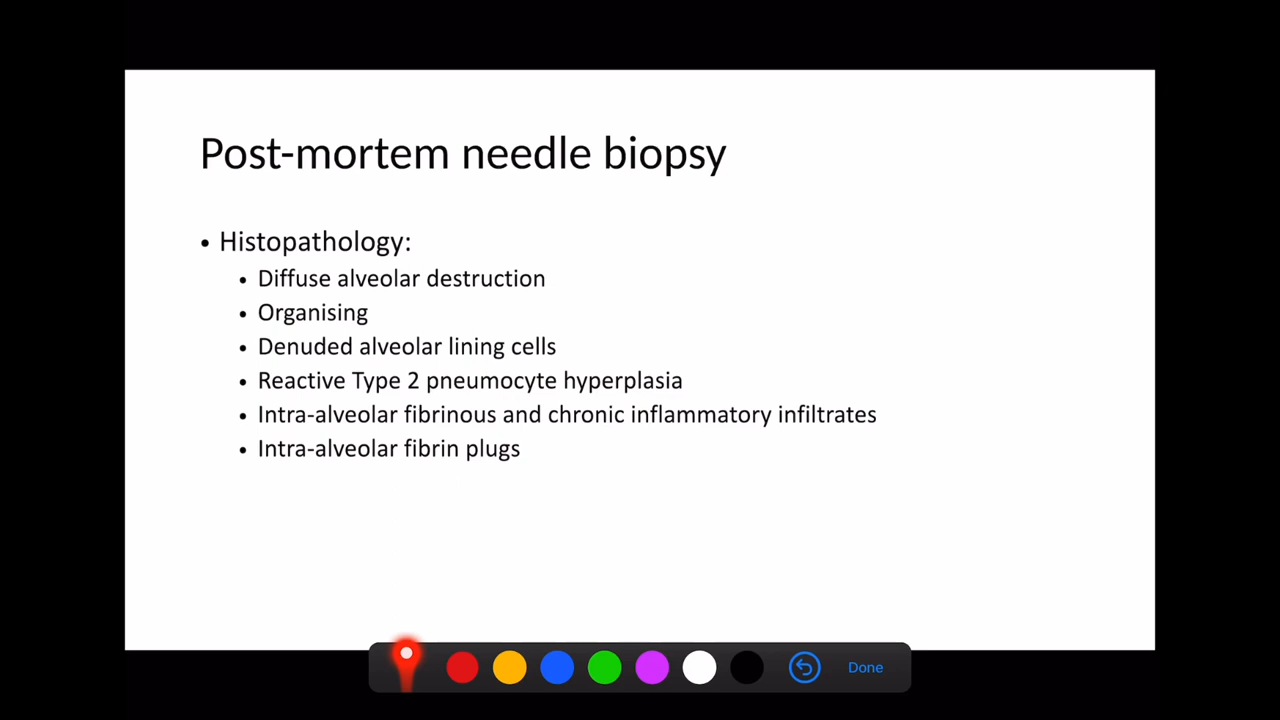 Post-mortem needle biopsy
• Histopathology:
• Diffuse alveolar destruction
• Organising
• Denuded alveolar lining cells
• Reactive Type 2 pneumocyte hyperplasia
• Intra-alveolar fibrinous and chronic inflammatory infiltrates
• Intra-alveolar fibrin plugs
Done